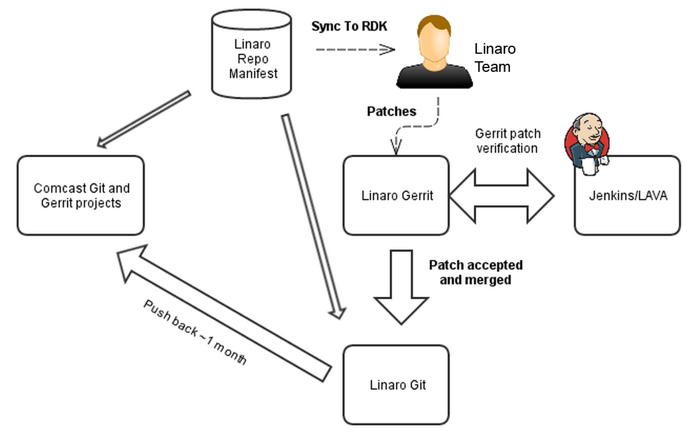 Linaro
Repo
Manifest
Sync To RDK
Linaro
Team
Patches
Gerrit patch
verification
Comcast Git and
Gerrit projects
Linaro Gerrit
Jenkins/LAVA
Patch accepted
and merged
Push back ~1 month
Linaro Git